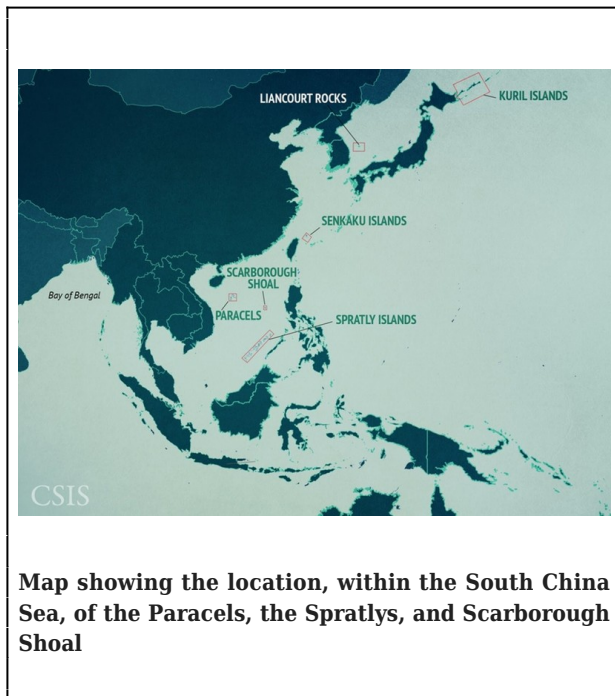 LIANCOURT ROCKS
KURIL ISLANDS
SENKAKU ISLANDS
SCARBOROUGH
SHOAL
Bay of Bengal
PARACELS
SPRATLY ISLANDS
CSIS
Map showing the location, within the South China
Sea, of the Paracels, the Spratlys, and Scarborough
Shoal